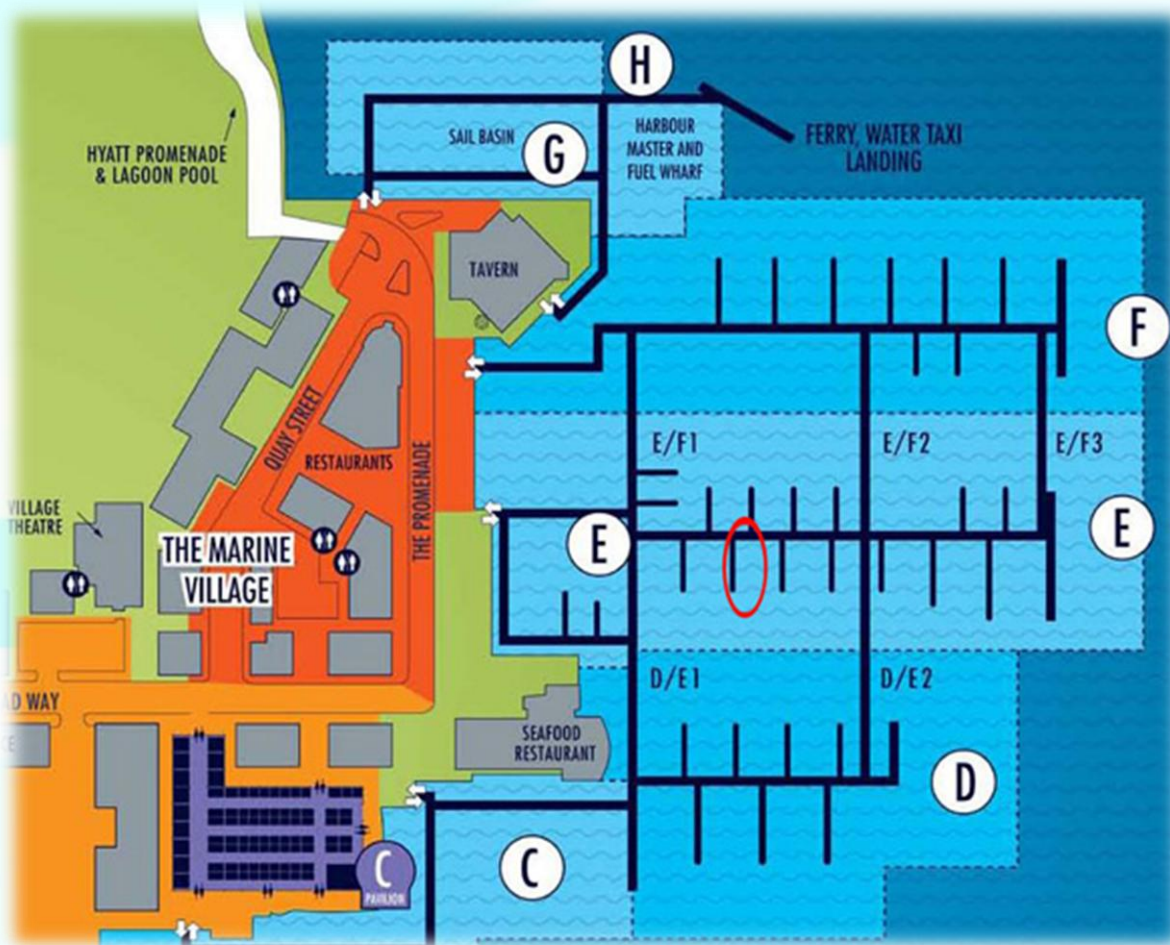 H
HYATT PROMENADE
& LAGOON POOL
SAIL BASIN
G
HARBOUR
MASTER AND
FUEL WHARF
FERRY, WATER TAXI
LANDING
TAVERN
F
QUAY STREET
RESTAURANTS
THE PROMENADE
E/F1
E/F2
E/F3
VILLAGE
THEATRE
THE MARINE
VILLAGE
E
E
D/E1
D/E2
SEAFOOD
RESTAURANT
D
WAY
C
PAVILION
C